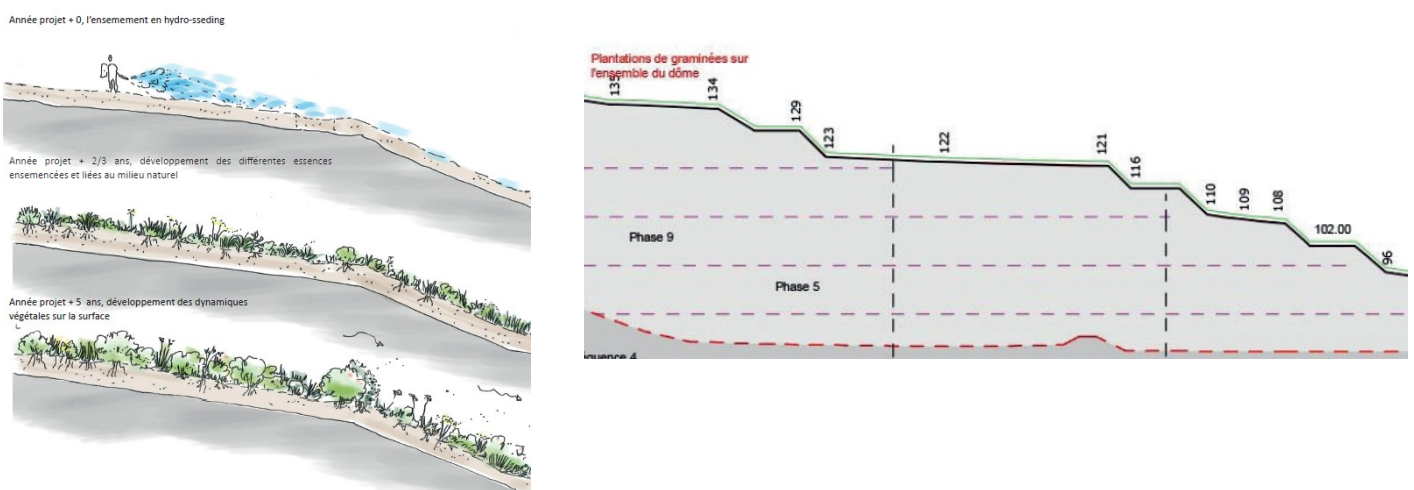 Année projet + 0, l'ensemement en hydro-sseding
Année projet + 2/3 ans, développement des différentes essences
ensemencées et liées au milieu naturel
Année projet + 5 ans, développement des dynamiques
végétales sur la surface
Plantations de graminées sur
l'ensemble du dôme
135
134
129
123
122
121
116
110
109
108
102.00
96
Phase 9
Phase 5
quence 4